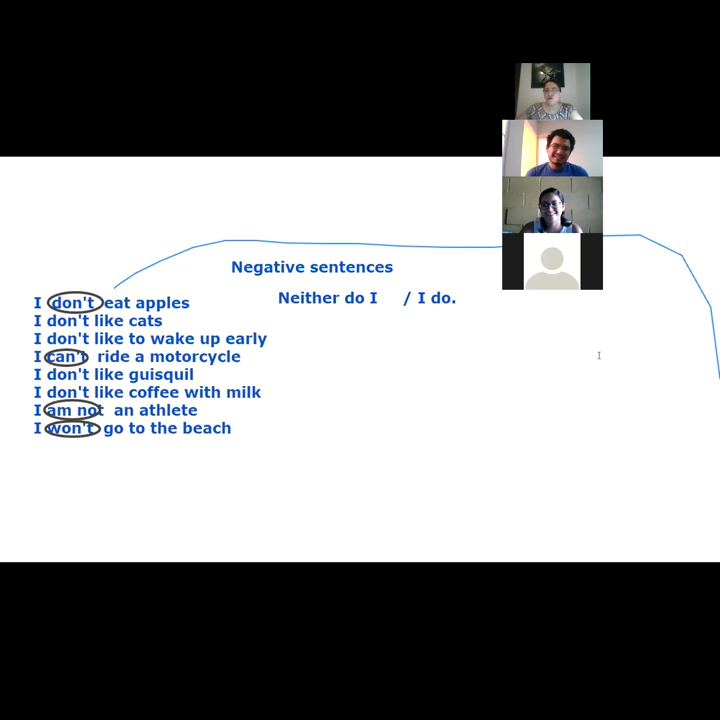 Negative sentences
Neither do I / I do.
I don't eat apples
I don't like cats
I don't like to wake up early
I can't ride a motorcycle
I don't like guisquil
I don't like coffee with milk
I am not an athlete
I won't go to the beach